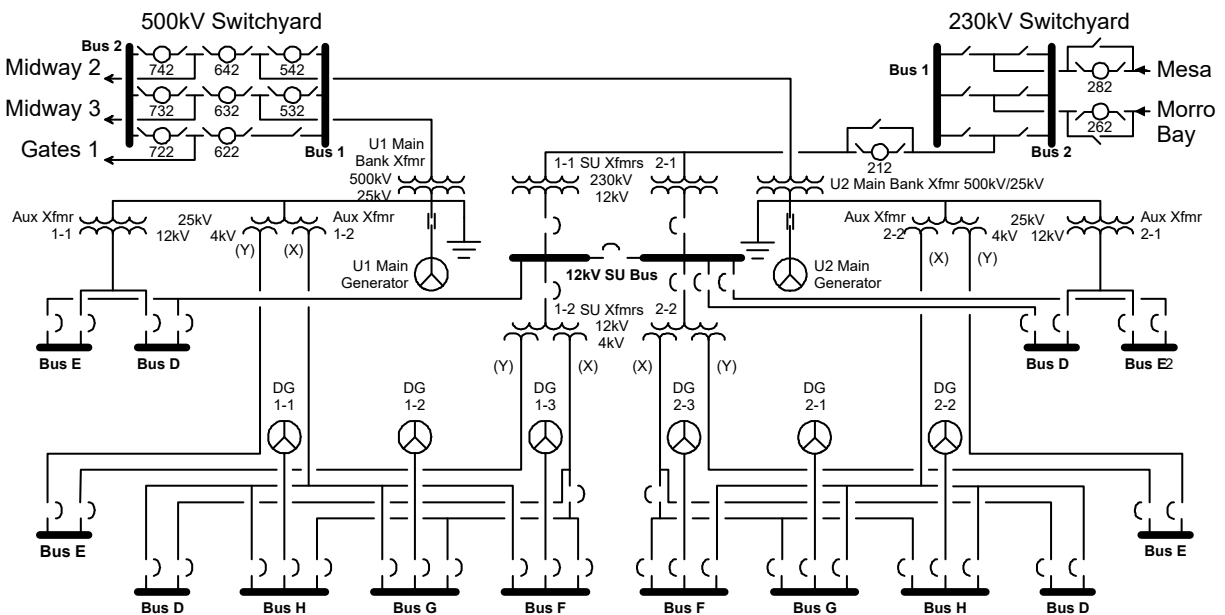 500kV Switchyard
230kV Switchyard
Bus 2
742
642
542
Midway 2
732
632
532
Midway 3
722
622
Bus 1
Gates 1
Bus 1
282
Mesa
262
Morro
Bay
Bus 2
212
U1 Main
Bank Xfmr
500kV
25kV
1-1 SU Xfmrs 2-1
230kV
12kV
U2 Main Bank Xfmr 500kV/25kV
Aux Xfmr
1-1
25kV
12kV
4kV
Aux Xfmr
1-2
(Y)
(X)
U1 Main
Generator
12kV SU Bus
U2 Main
Generator
Aux Xfmr
2-2
25kV
4kV
12kV
Aux Xfmr
2-1
(X)
(Y)
1-2 SU Xfmrs 2-2
12kV
4kV
Bus E
Bus D
Bus D
Bus E2
(Y)
(X)
(X)
(Y)
DG
1-1
DG
1-2
DG
1-3
DG
2-3
DG
2-1
DG
2-2
Bus E
Bus E
Bus D
Bus H
Bus G
Bus F
Bus F
Bus G
Bus H
Bus D